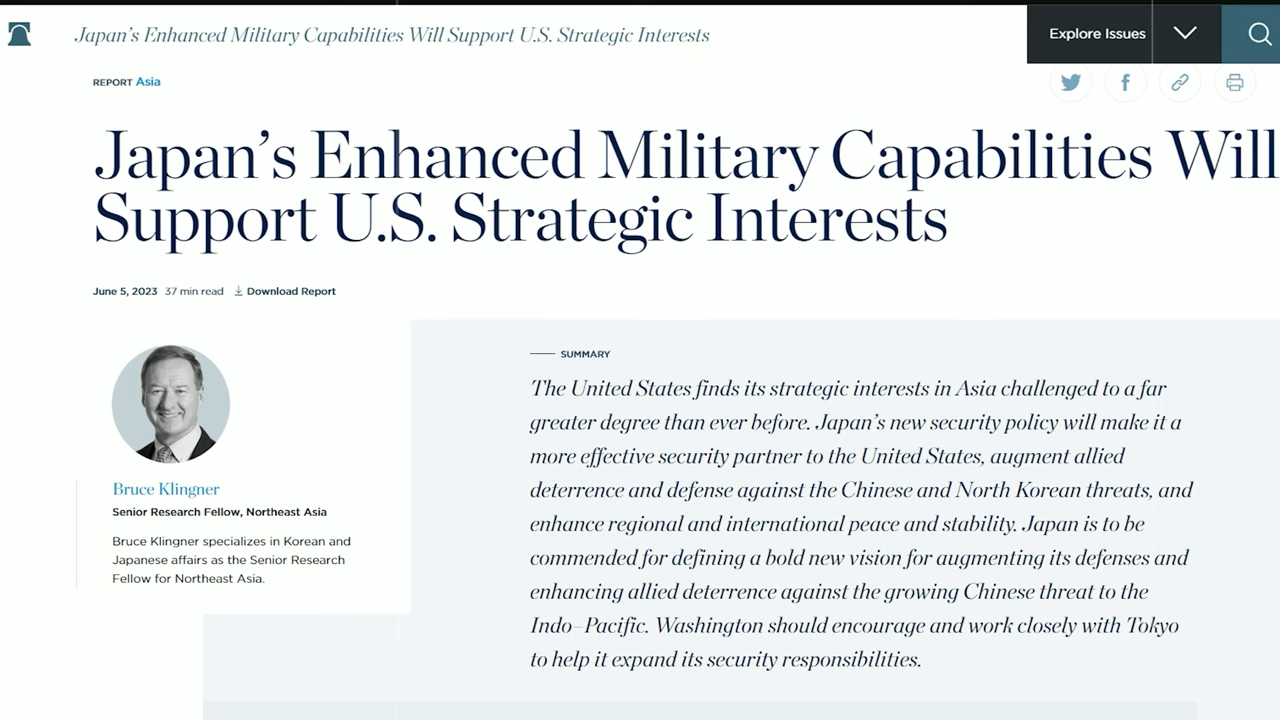 Japan's Enhanced Military Capabilities Will Support U.S. Strategic Interests
Explore Issues
REPORT Asia
Japan's Enhanced Military Capabilities Will
Support U.S. Strategic Interests
June 5, 2023 37 min read Download Report
Bruce Klingner
Senior Research Fellow, Northeast Asia
Bruce Klingner specializes in Korean and
Japanese affairs as the Senior Research
Fellow for Northeast Asia.
SUMMARY
The United States finds its strategic interests in Asia challenged to a far
greater degree than ever before. Japan's new security policy will make it a
more effective security partner to the United States, augment allied
deterrence and defense against the Chinese and North Korean threats, and
enhance regional and international peace and stability. Japan is to be
commended for defining a bold new vision for augmenting its defenses and
enhancing allied deterrence against the growing Chinese threat to the
Indo–Pacific. Washington should encourage and work closely with Tokyo
to help it expand its security responsibilities.